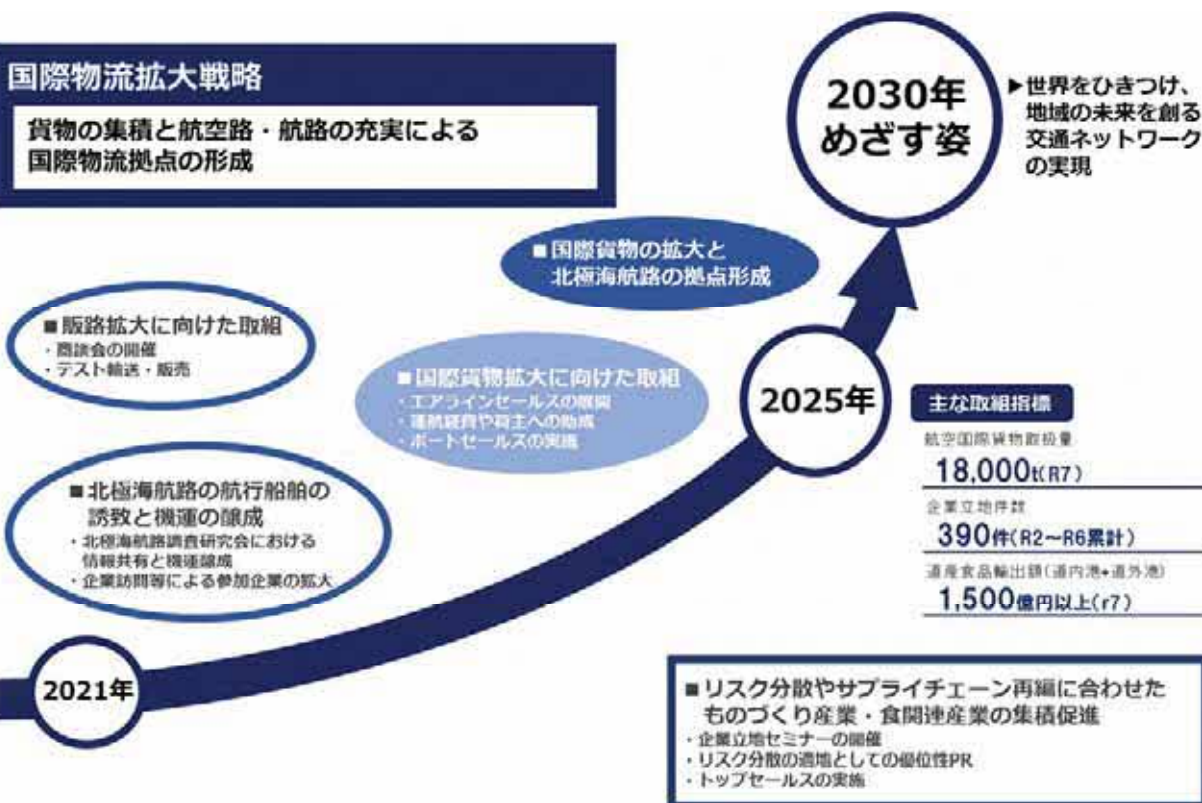 国際物流拡大戦略
貨物の集積と航空路・航路の充実による
国際物流拠点の形成
2030年
めざす姿
▶世界をひきつけ、
地域の未来を創る
交通ネットワーク
の実現
■国際貨物の拡大と
北極海航路の拠点形成
■販路拡大に向けた取組
・商談会の開催
・テスト輸送・販売
■国際貨物拡大に向けた取組
・エアラインセールスの展開
・運航経費や荷主への助成
・ポートセールスの実施
2025年
■北極海航路の航行船舶の
誘致と機運の醸成
・北極海航路調査研究会における
情報共有と機運醸成
・企業訪問等による参加企業の拡大
主な取組指標
航空国際貨物取扱量
18,000t(R7)
企業立地件数
390件(R2～R6累計)
道産食品輸出額(道内港+道外港)
1,500億円以上(r7)
2021年
■リスク分散やサプライチェーン再編に合わせた
ものづくり産業・食関連産業の集積促進
・企業立地セミナーの開催
・リスク分散の適地としての優位性PR
・トップセールスの実施